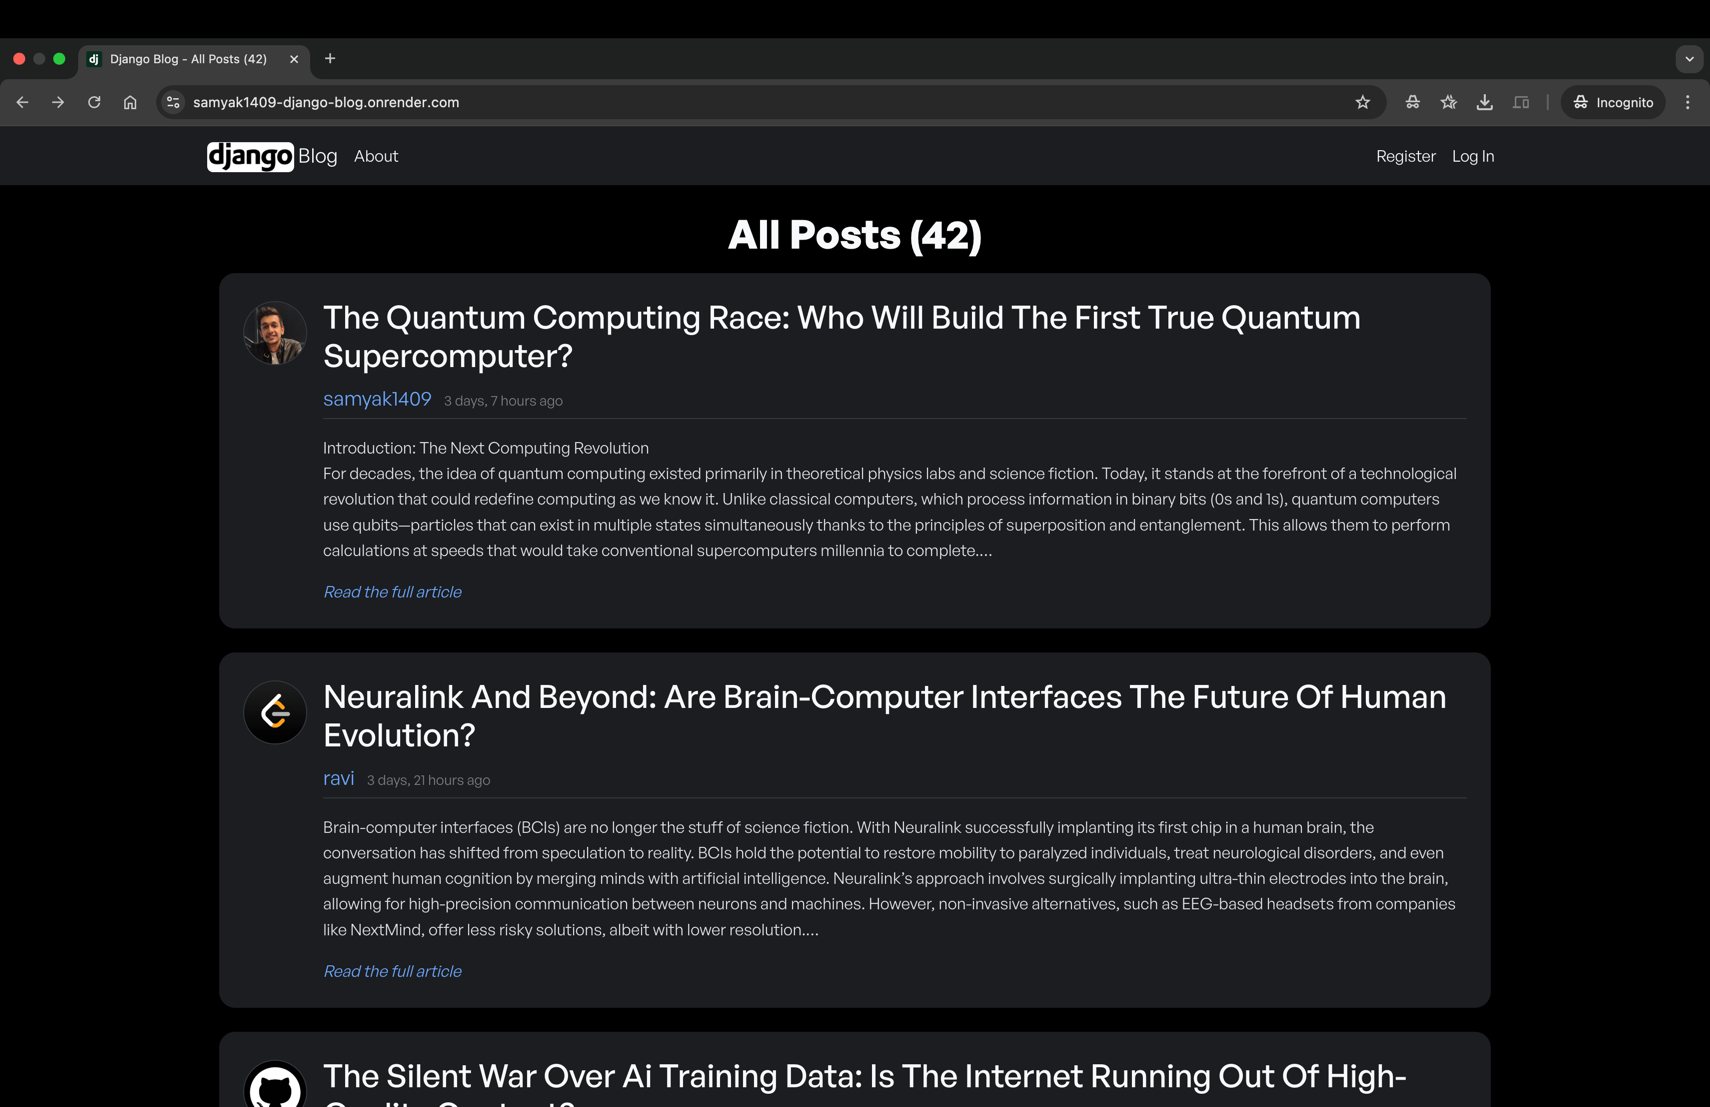 dj Django Blog - All Posts (42)
samyak1409-django-blog.onrender.com
Incognito
django Blog About
Register Log In
All Posts (42)
The Quantum Computing Race: Who Will Build The First True Quantum
Supercomputer?
samyak1409 3 days, 7 hours ago
Introduction: The Next Computing Revolution
For decades, the idea of quantum computing existed primarily in theoretical physics labs and science fiction. Today, it stands at the forefront of a technological
revolution that could redefine computing as we know it. Unlike classical computers, which process information in binary bits (0s and 1s), quantum computers
use qubits—particles that can exist in multiple states simultaneously thanks to the principles of superposition and entanglement. This allows them to perform
calculations at speeds that would take conventional supercomputers millennia to complete....
Read the full article
Neuralink And Beyond: Are Brain-Computer Interfaces The Future Of Human
Evolution?
ravi 3 days, 21 hours ago
Brain-computer interfaces (BCIs) are no longer the stuff of science fiction. With Neuralink successfully implanting its first chip in a human brain, the
conversation has shifted from speculation to reality. BCIs hold the potential to restore mobility to paralyzed individuals, treat neurological disorders, and even
augment human cognition by merging minds with artificial intelligence. Neuralink’s approach involves surgically implanting ultra-thin electrodes into the brain,
allowing for high-precision communication between neurons and machines. However, non-invasive alternatives, such as EEG-based headsets from companies
like NextMind, offer less risky solutions, albeit with lower resolution....
Read the full article
The Silent War Over Ai Training Data: Is The Internet Running Out Of High-